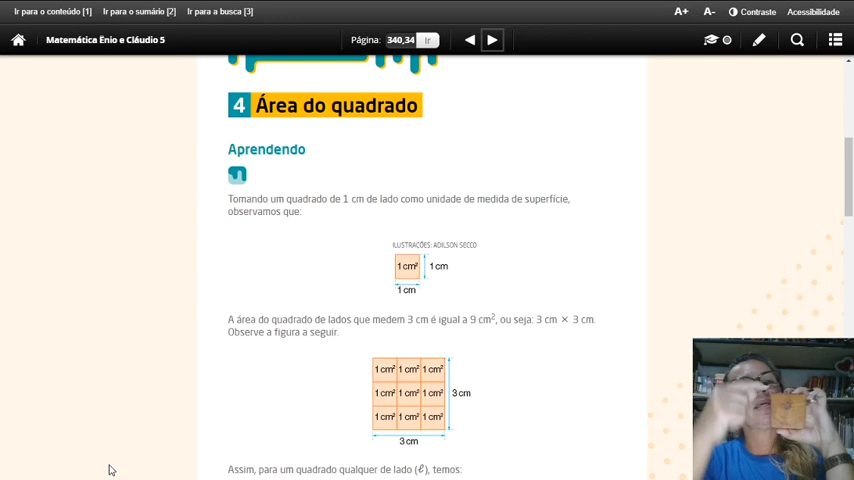 Ir para o conteúdo [1] Ir para o sumário [2] Ir para a busca [3] A+ A- Contraste Acessibilidade
Matemática Enio e Cláudio 5 Página: 340,34 Ir
4 Área do quadrado
Aprendendo
Tomando um quadrado de 1 cm de lado como unidade de medida de superfície,
observamos que:
ILUSTRAÇÕES: ADILSON SECCO
1 cm² 1 cm
1 cm
A área do quadrado de lados que medem 3 cm é igual a 9 cm², ou seja: 3 cm × 3 cm.
Observe a figura a seguir.
1 cm² 1 cm² 1 cm²
1 cm² 1 cm² 1 cm² 3 cm
1 cm² 1 cm² 1 cm²
3 cm
Assim, para um quadrado qualquer de lado (ℓ), temos: